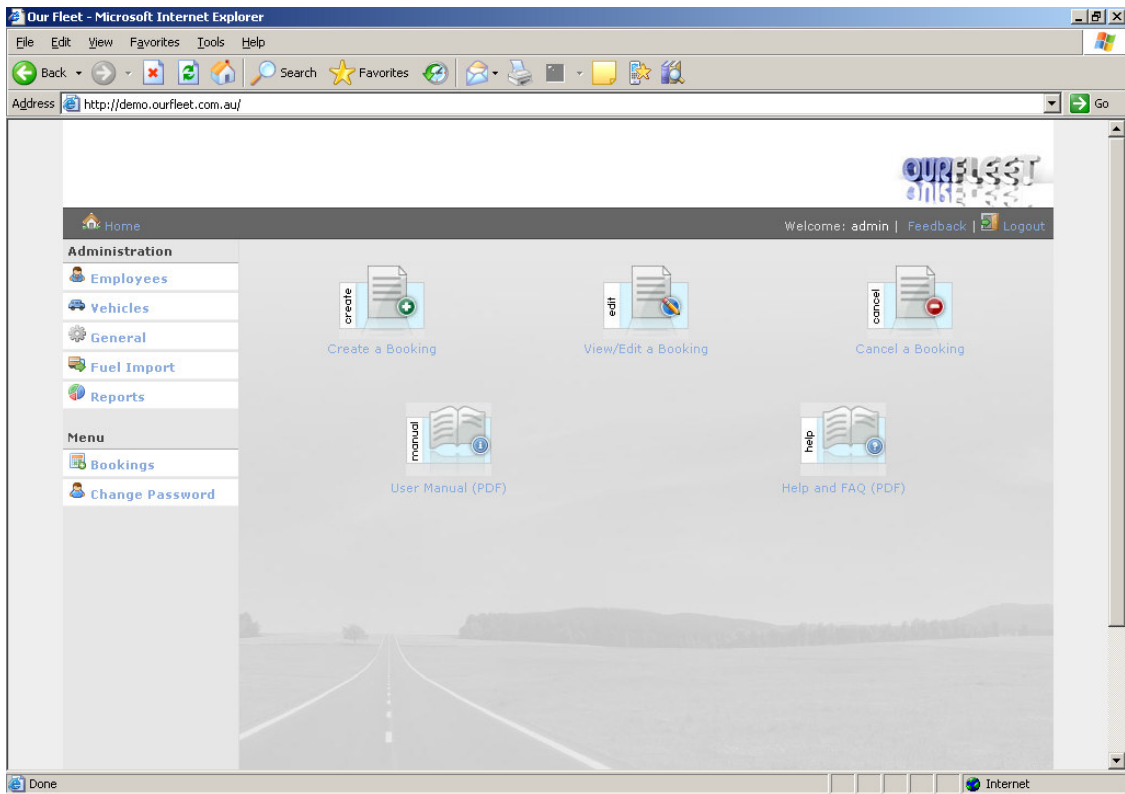 Our Fleet - Microsoft Internet Explorer
File Edit View Favorites Tools Help
Back Search Favorites
Address http://demo.ourfleet.com.au/ Go
OURFLEET
Home Welcome: admin | Feedback | Logout
Administration
Employees
Vehicles
General
Fuel Import
Reports
Menu
Bookings
Change Password
create edit cancel
Create a Booking View/Edit a Booking Cancel a Booking
manual help
User Manual (PDF) Help and FAQ (PDF)
Done Internet